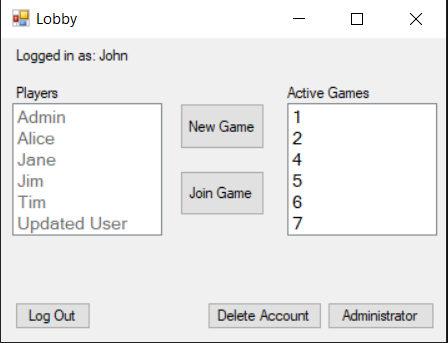 Lobby
Logged in as: John
Players
Admin
Alice
Jane
Jim
Tim
Updated User
New Game
Join Game
Active Games
1
2
4
5
6
7
Log Out
Delete Account
Administrator